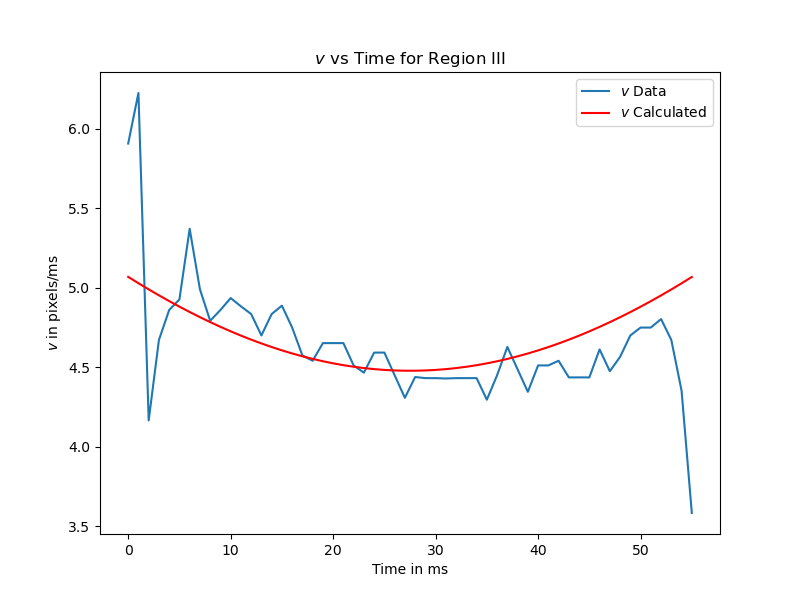 v vs Time for Region III
v Data
v Calculated
6.0
5.5
5.0
4.5
4.0
3.5
v in pixels/ms
0 10 20 30 40 50
Time in ms